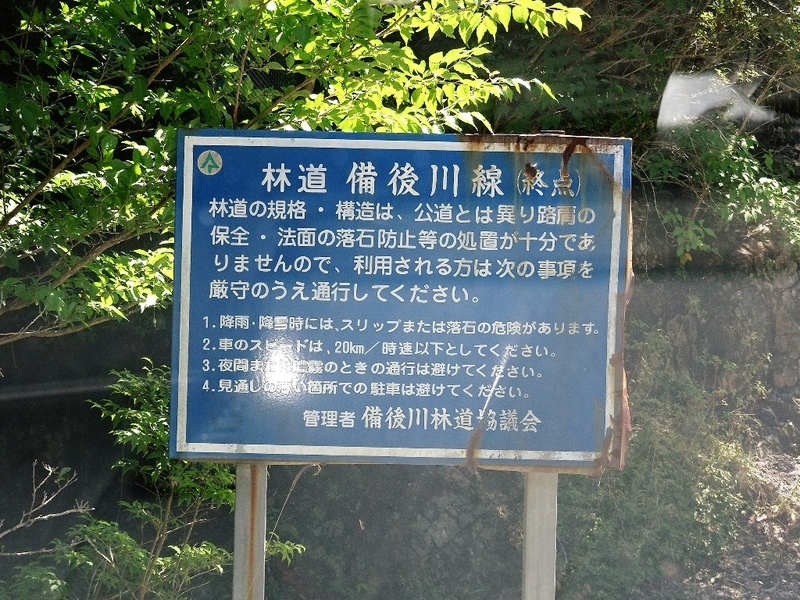 林道 備後川線(終点)
林道の規格・構造は、公道とは異り路肩の
保全・法面の落石防止等の処置が十分であ
りませんので、利用される方は次の事項を
厳守のうえ通行してください。
1. 降雨・降雪時には、スリップまたは落石の危険があります。
2. 車のスピードは、20km/時速以下としてください。
3. 夜間また 濃霧のときの通行は避けてください。
4. 見通しの い箇所での駐車は避けてください。
管理者 備後川林道協議会